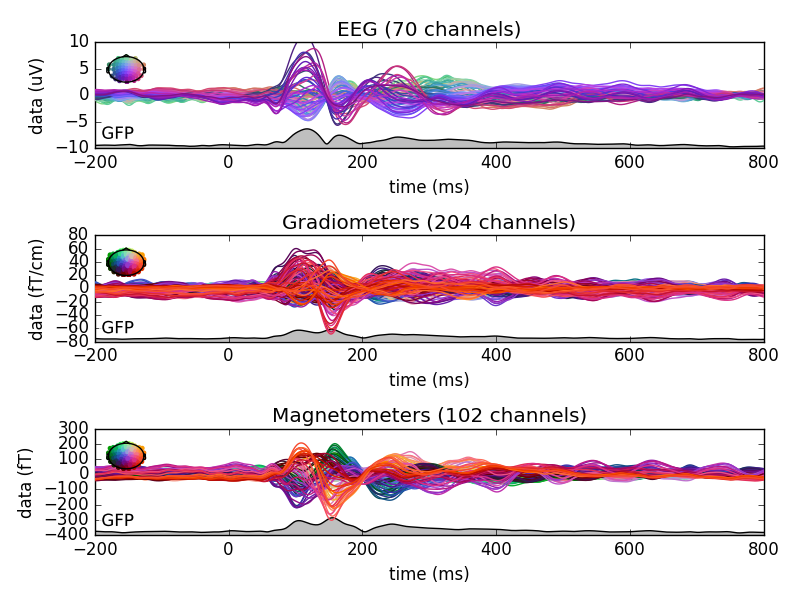 EEG (70 channels)
10
5
0
−5
−10
data (uV)
GFP
−200 0 200 400 600 800
time (ms)
Gradiometers (204 channels)
80
60
40
20
0
−20
−40
−60
−80
data (fT/cm)
GFP
−200 0 200 400 600 800
time (ms)
Magnetometers (102 channels)
300
200
100
0
−100
−200
−300
−400
data (fT)
GFP
−200 0 200 400 600 800
time (ms)